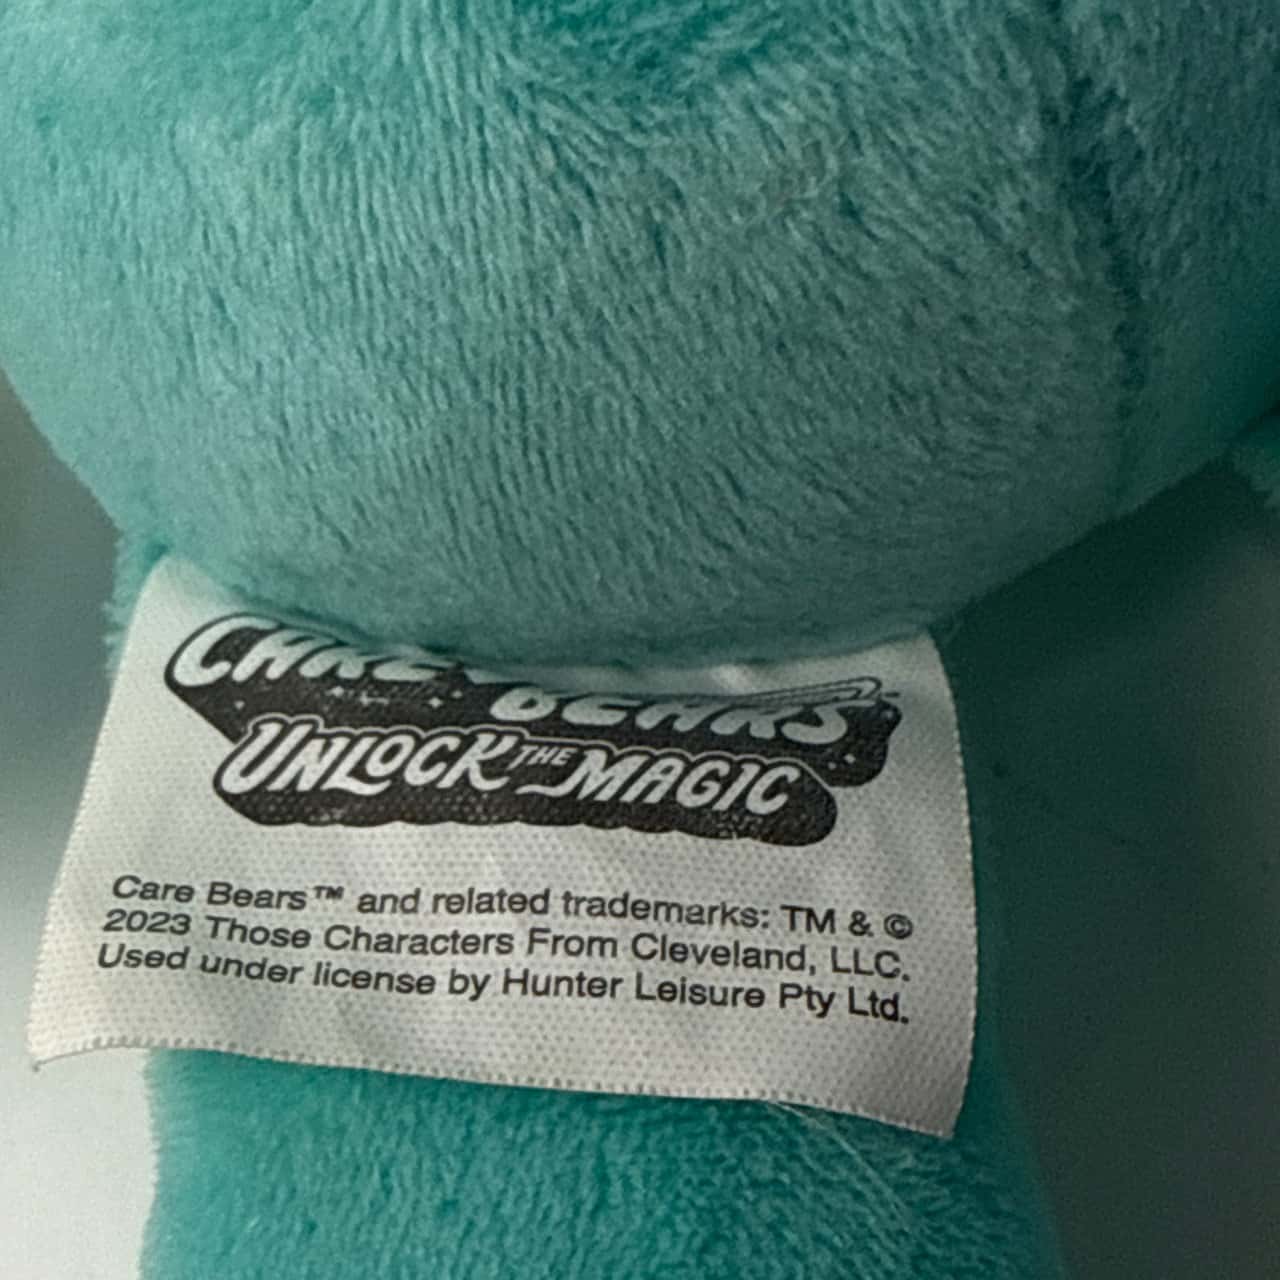 CARE
BEARS
UNLOCK THE MAGIC
Care Bears™ and related trademarks: TM & ©
2023 Those Characters From Cleveland, LLC.
Used under license by Hunter Leisure Pty Ltd.